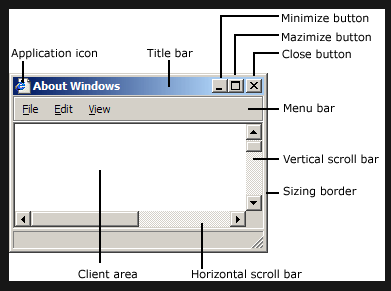 Minimize button
Mazimize button
Application icon Title bar Close button
About Windows
File Edit View Menu bar
Vertical scroll bar
Sizing border
Client area Horizontal scroll bar